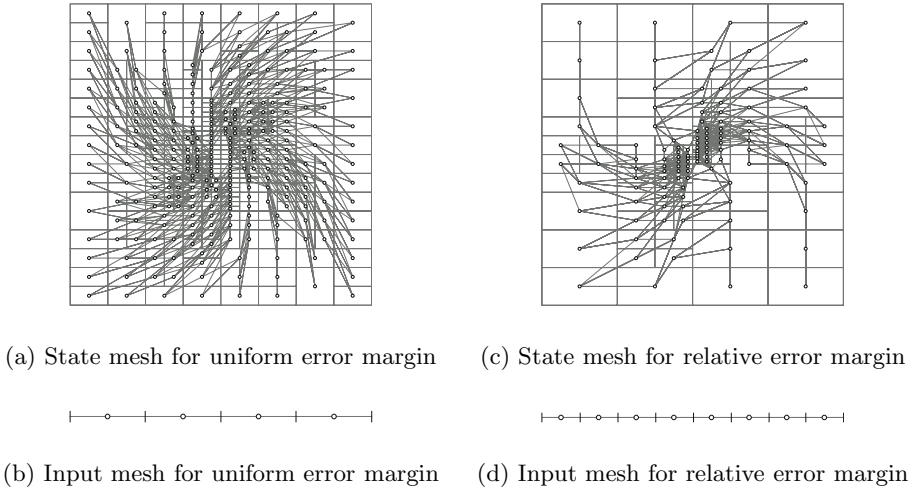 (a) State mesh for uniform error margin
(c) State mesh for relative error margin
(b) Input mesh for uniform error margin
(d) Input mesh for relative error margin